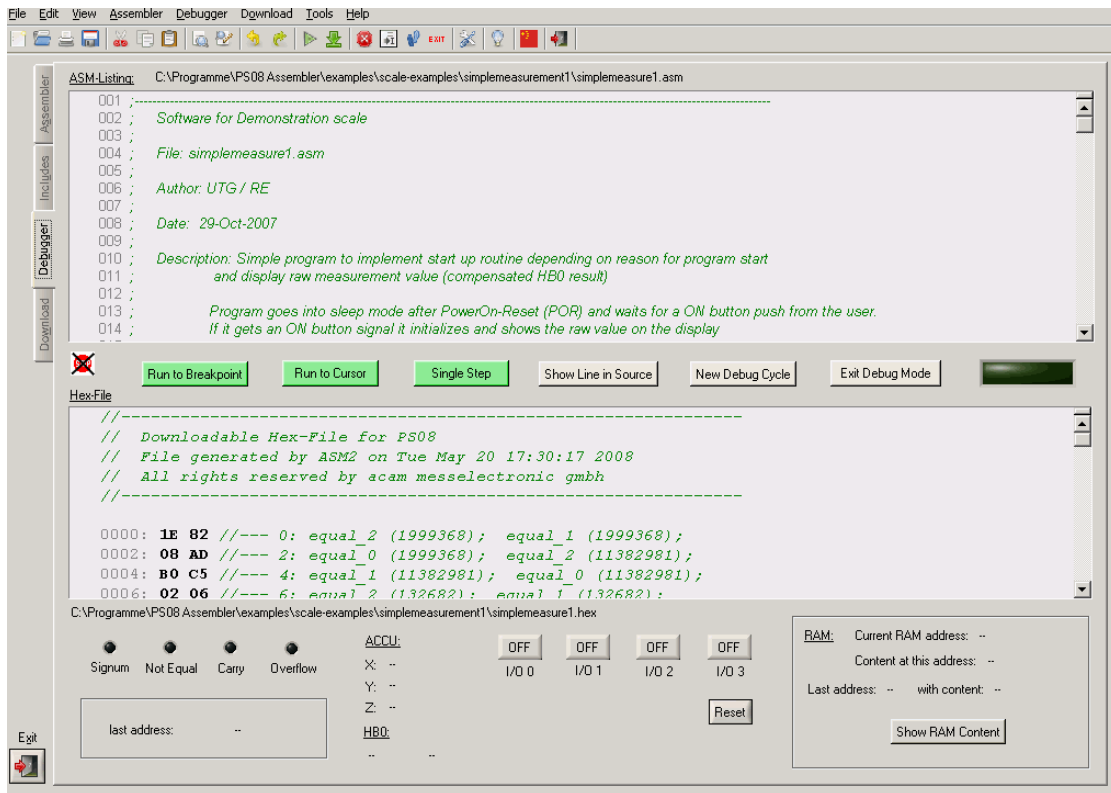 File Edit View Assembler Debugger Download Tools Help
EXIT
Assembler
Includes
Debugger
Download
ASM-Listing: C:\Programme\PS08 Assembler\examples\scale-examples\simplemeasurement1\simplemeasure1.asm
001 ;--------------------------------------------------------------------------
002 ; Software for Demonstration scale
003 ;
004 ; File: simplemeasure1.asm
005 ;
006 ; Author: UTG / RE
007 ;
008 ; Date: 29-Oct-2007
009 ;
010 ; Description: Simple program to implement start up routine depending on reason for program start
011 ; and display raw measurement value (compensated HB0 result)
012 ;
013 ; Program goes into sleep mode after PowerOn-Reset (POR) and waits for a ON button push from the user.
014 ; If it gets an ON button signal it initializes and shows the raw value on the display
Run to Breakpoint Run to Cursor Single Step Show Line in Source New Debug Cycle Exit Debug Mode
Hex-File
//--------------------------------------------------------------
// Downloadable Hex-File for PS08
// File generated by ASM2 on Tue May 20 17:30:17 2008
// All rights reserved by acam messelectronic gmbh
//--------------------------------------------------------------
0000: 1E 82 //--- 0: equal_2 (1999368); equal_1 (1999368);
0002: 08 AD //--- 2: equal_0 (1999368); equal_2 (11382981);
0004: B0 C5 //--- 4: equal_1 (11382981); equal_0 (11382981);
0006: 02 06 //--- 6: equal_2 (132682); equal_1 (132682);
C:\Programme\PS08 Assembler\examples\scale-examples\simplemeasurement1\simplemeasure1.hex
Signum Not Equal Carry Overflow
last address: --
ACCU:
X: --
Y: --
Z: --
HB0:
-- --
OFF OFF OFF OFF
I/O 0 I/O 1 I/O 2 I/O 3
Reset
RAM: Current RAM address: --
Content at this address: --
Last address: -- with content: --
Show RAM Content
Exit